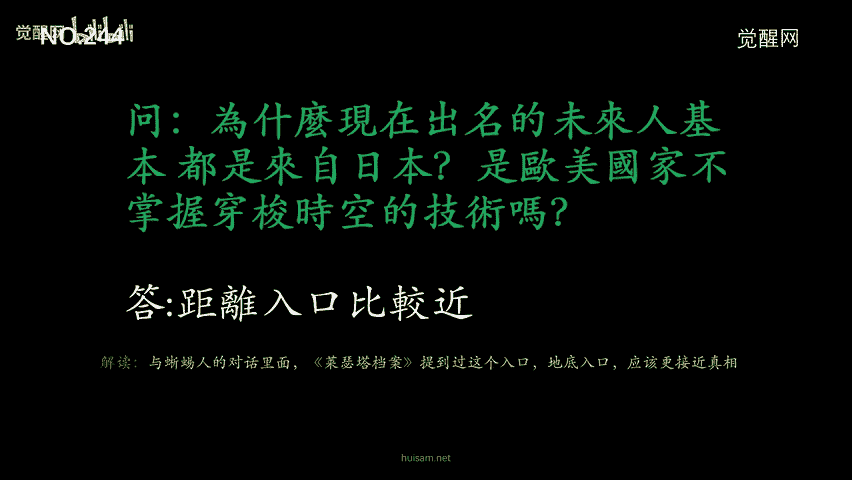 觉醒网 bilibili
NO.244
觉醒网
问：為什麼現在出名的未來人基
本 都是來自日本？是歐美國家不
掌握穿梭時空的技術嗎？
答:距離入口比較近
解读：与蜥蜴人的对话里面，《莱瑟塔档案》提到过这个入口，地底入口，应该更接近真相
huisam.net